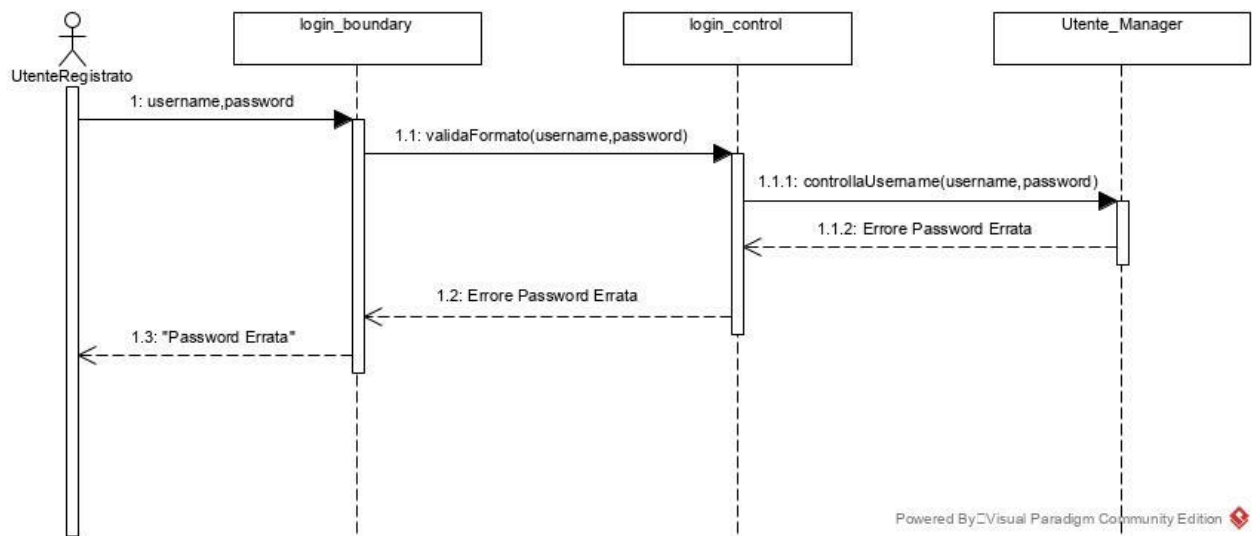 login_boundary
login_control
Utente_Manager
UtenteRegistrato
1: username,password
1.1: validaFormato(username,password)
1.1.1: controllaUsername(username,password)
1.1.2: Errore Password Errata
1.2: Errore Password Errata
1.3: "Password Errata"
Powered By□Visual Paradigm Community Edition